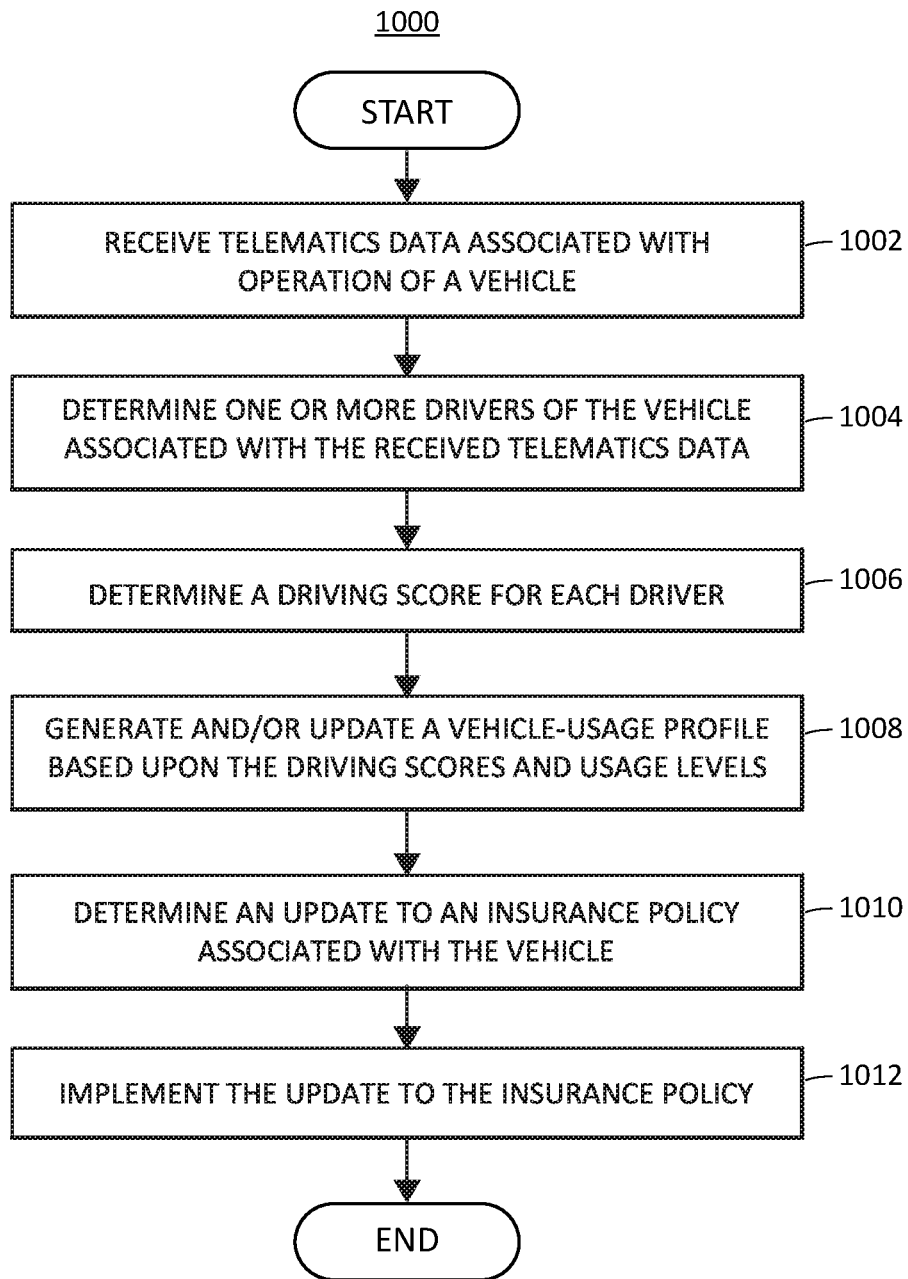 1000
START
RECEIVE TELEMATICS DATA ASSOCIATED WITH
OPERATION OF A VEHICLE
1002
DETERMINE ONE OR MORE DRIVERS OF THE VEHICLE
ASSOCIATED WITH THE RECEIVED TELEMATICS DATA
1004
DETERMINE A DRIVING SCORE FOR EACH DRIVER
1006
GENERATE AND/OR UPDATE A VEHICLE-USAGE PROFILE
BASED UPON THE DRIVING SCORES AND USAGE LEVELS
1008
DETERMINE AN UPDATE TO AN INSURANCE POLICY
ASSOCIATED WITH THE VEHICLE
1010
IMPLEMENT THE UPDATE TO THE INSURANCE POLICY
1012
END